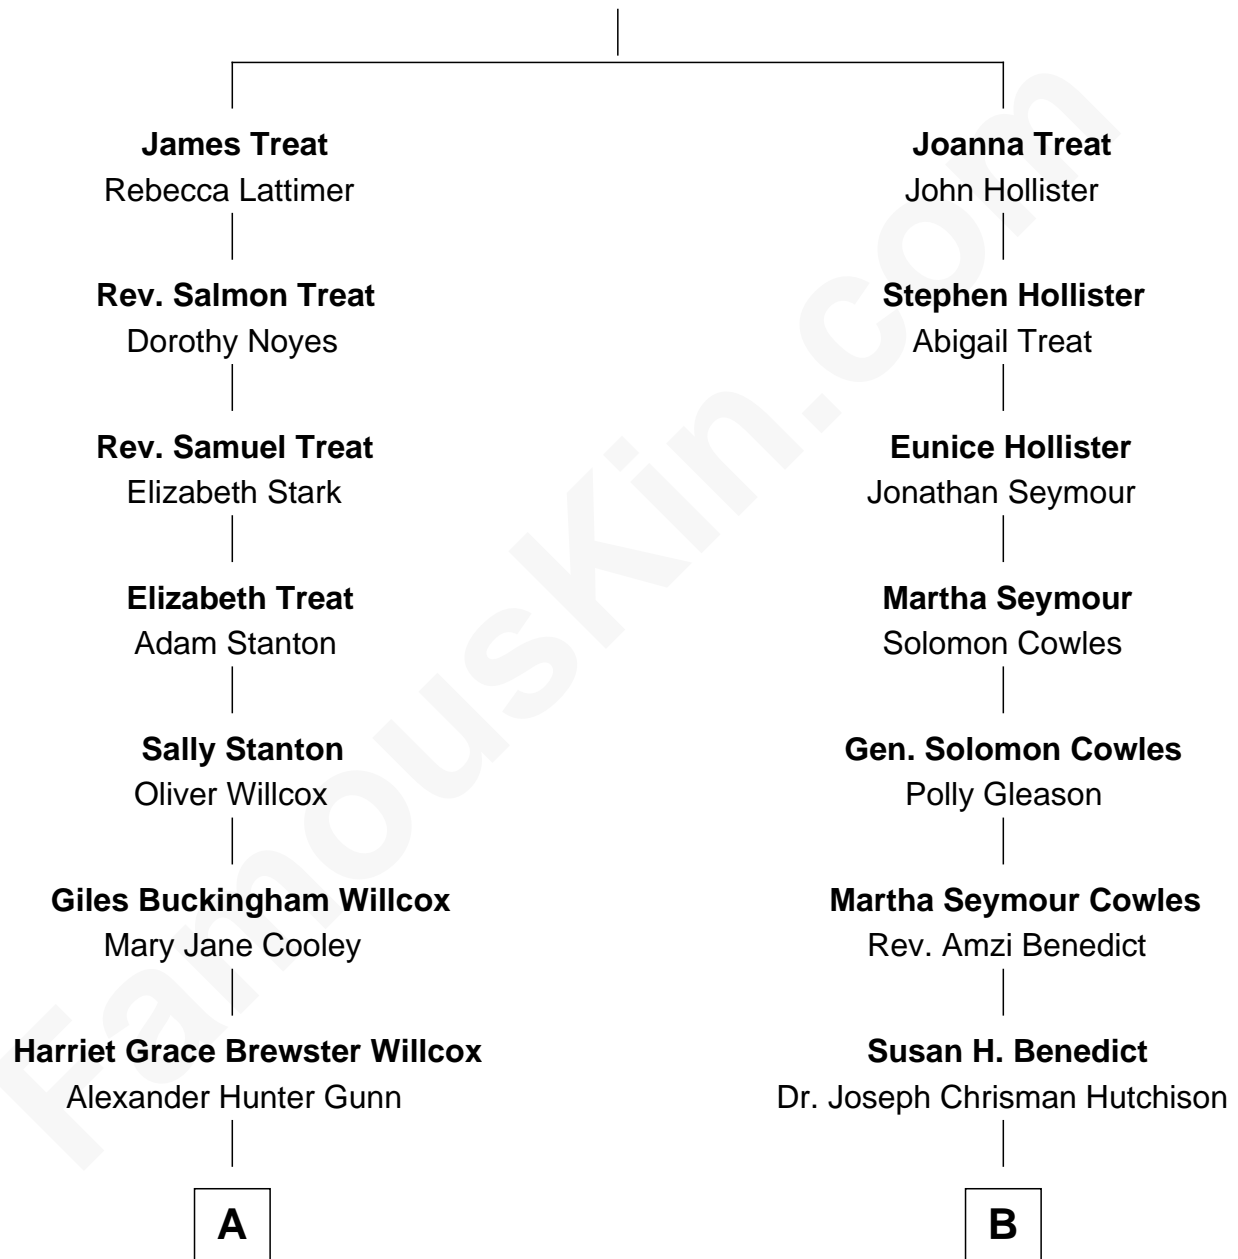 James Treat
Rebecca Lattimer
Rev. Salmon Treat
Dorothy Noyes
Rev. Samuel Treat
Elizabeth Stark
Elizabeth Treat
Adam Stanton
Sally Stanton
Oliver Willcox
Giles Buckingham Willcox
Mary Jane Cooley
Harriet Grace Brewster Willcox
Alexander Hunter Gunn
A
Joanna Treat
John Hollister
Stephen Hollister
Abigail Treat
Eunice Hollister
Jonathan Seymour
Martha Seymour
Solomon Cowles
Gen. Solomon Cowles
Polly Gleason
Martha Seymour Cowles
Rev. Amzi Benedict
Susan H. Benedict
Dr. Joseph Chrisman Hutchison
B
FamousKin.com